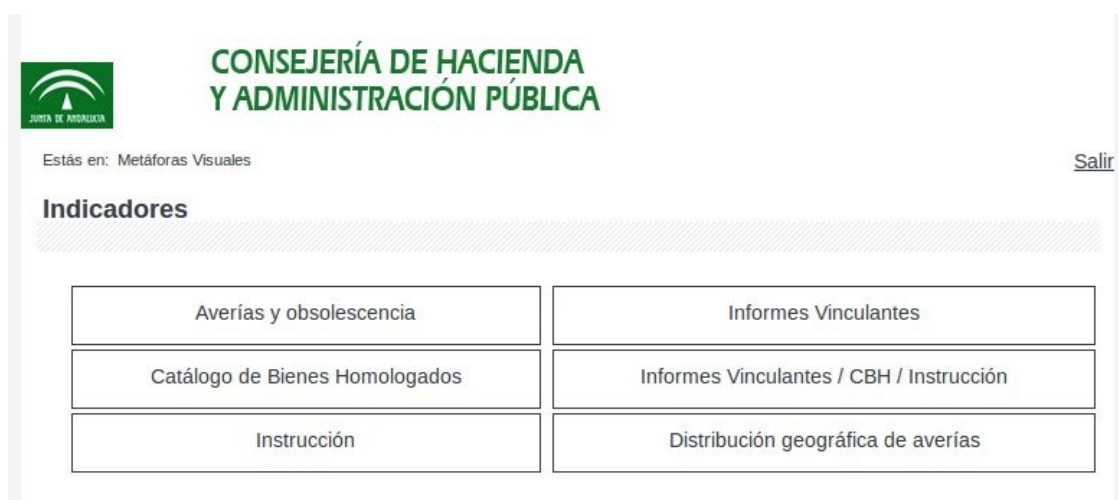 CONSEJERÍA DE HACIENDA
Y ADMINISTRACIÓN PÚBLICA
JUNTA DE ANDALUCIA
Estás en: Metáforas Visuales
Salir
Indicadores
Averías y obsolescencia
Informes Vinculantes
Catálogo de Bienes Homologados
Informes Vinculantes / CBH / Instrucción
Instrucción
Distribución geográfica de averías